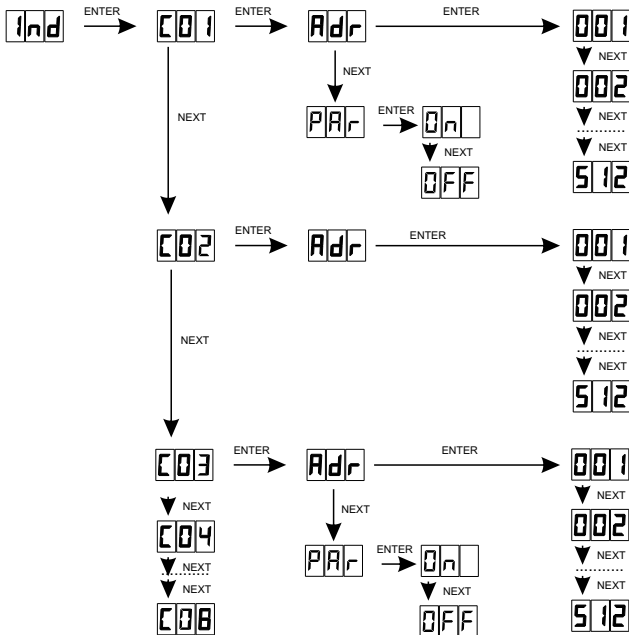 Ind ENTER C01 ENTER Adr ENTER 001
NEXT
NEXT
002
NEXT
PAr ENTER On
NEXT
NEXT
NEXT
OFF
512
C02 ENTER Adr ENTER 001
NEXT
002
NEXT
NEXT
NEXT
512
C03 ENTER Adr ENTER 001
NEXT
NEXT
NEXT
002
C04
PAr ENTER On
NEXT
NEXT
NEXT
NEXT
NEXT
C08
OFF
512